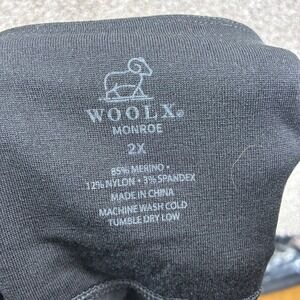 WOOLX®
MONROE
2X
85% MERINO •
12% NYLON • 3% SPANDEX
MADE IN CHINA
MACHINE WASH COLD
TUMBLE DRY LOW